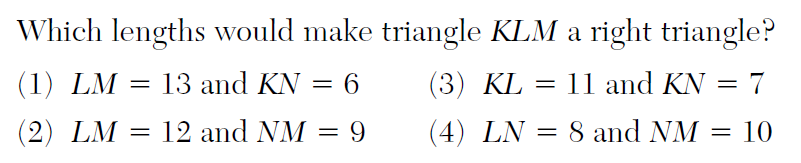 Which lengths would make triangle KLM a right triangle?
(1) LM = 13 and KN = 6 (3) KL = 11 and KN = 7
(2) LM = 12 and NM = 9 (4) LN = 8 and NM = 10